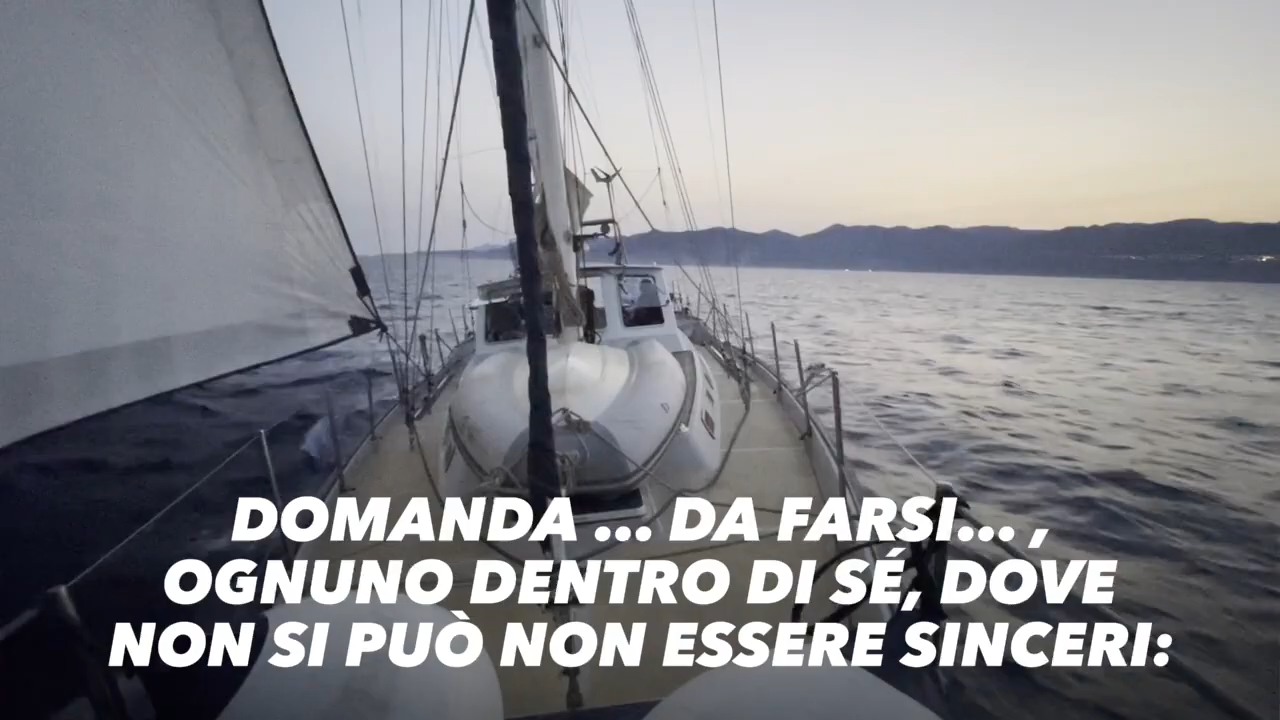 DOMANDA ... DA FARSI... ,
OGNUNO DENTRO DI SÉ, DOVE
NON SI PUÒ NON ESSERE SINCERI: